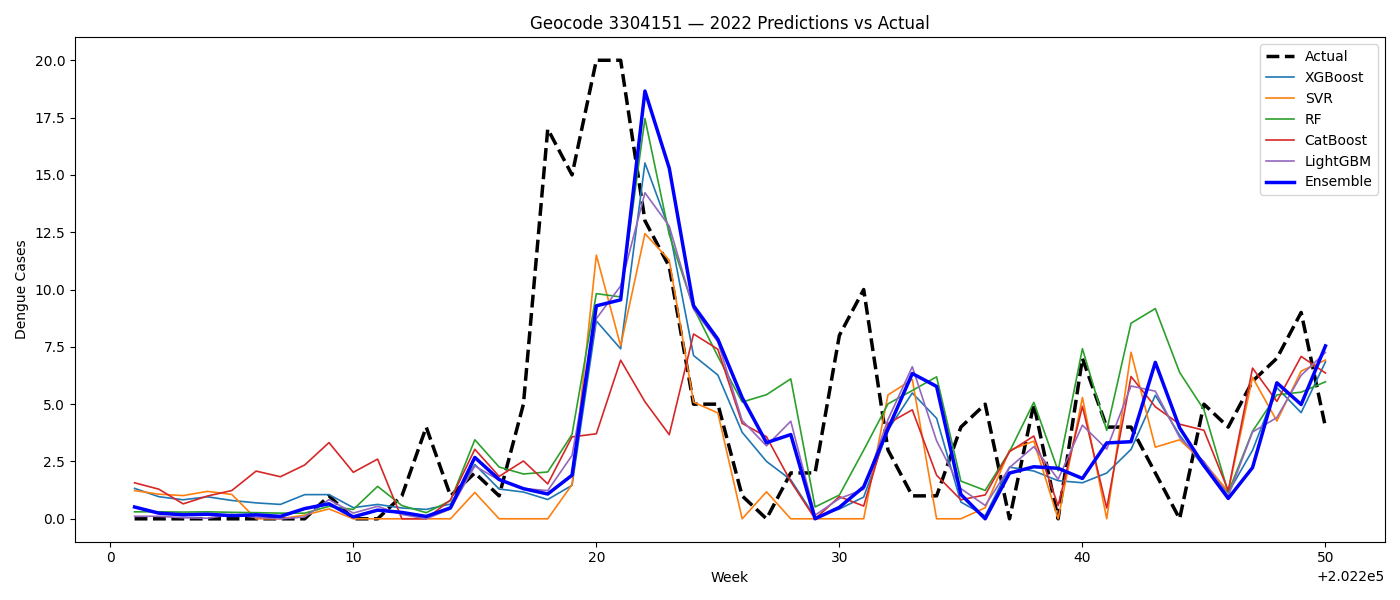 Geocode 3304151 — 2022 Predictions vs Actual
Dengue Cases
20.0
17.5
15.0
12.5
10.0
7.5
5.0
2.5
0.0
Actual
XGBoost
SVR
RF
CatBoost
LightGBM
Ensemble
0 10 20 30 40 50
Week
+2.022e5